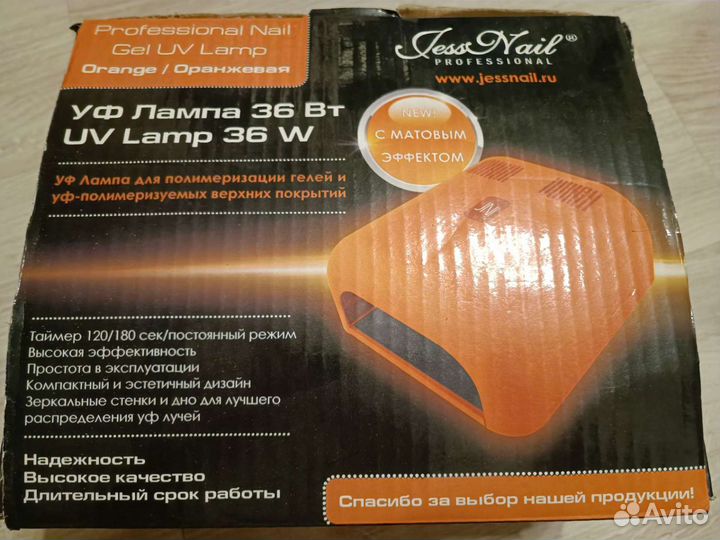 Professional Nail
Gel UV Lamp
Orange / Оранжевая
JessNail®
PROFESSIONAL
www.jessnail.ru
УФ Лампа 36 Вт
UV Lamp 36 W
NEW!
С МАТОВЫМ
ЭФФЕКТОМ
УФ Лампа для полимеризации гелей и
уф-полимеризуемых верхних покрытий
JN
Таймер 120/180 сек/постоянный режим
Высокая эффективность
Простота в эксплуатации
Компактный и эстетичный дизайн
Зеркальные стенки и дно для лучшего
распределения уф лучей
Надежность
Высокое качество
Длительный срок работы
Спасибо за выбор нашей продукции!
Avito